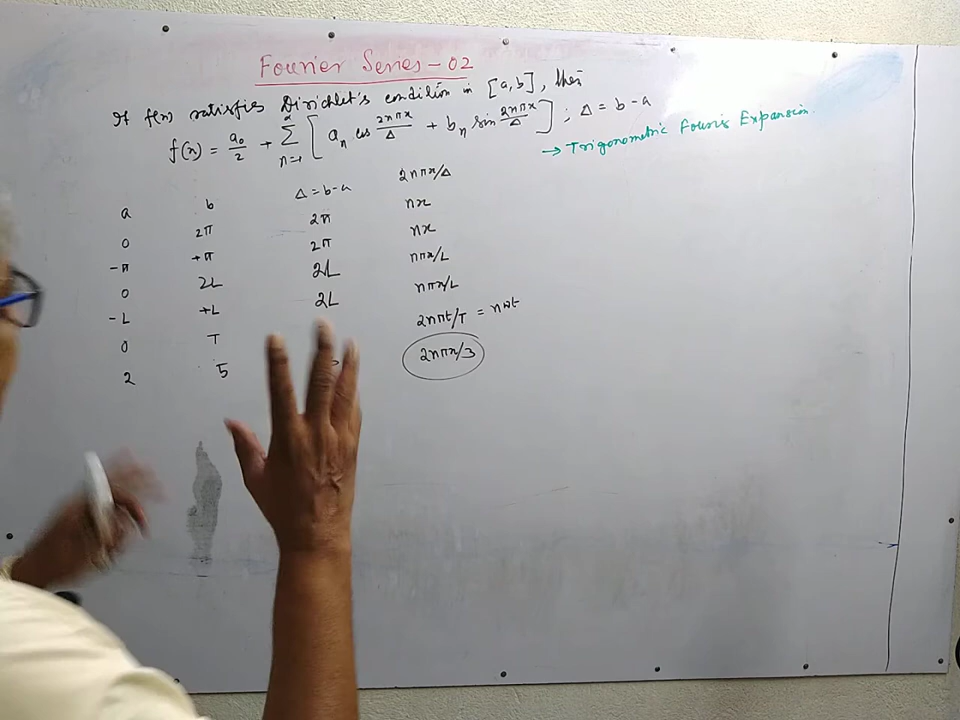 Fourier Series - 02
If f(x) satisfies Dirichlet's condition in [a, b], then
f(x) = a₀/2 + ∑ₙ₌₁^∞ [ aₙ cos 2nπx/Δ + bₙ sin 2nπx/Δ ] ; Δ = b - a
→ Trigonometric Fourier Expansion.
a b Δ = b - a 2nπx/Δ
0 2π 2π nx
-π +π 2π nx
0 2L 2L nπx/L
-L +L 2L nπx/L
0 T 2nπt/T = nωt
2 5 2nπx/3